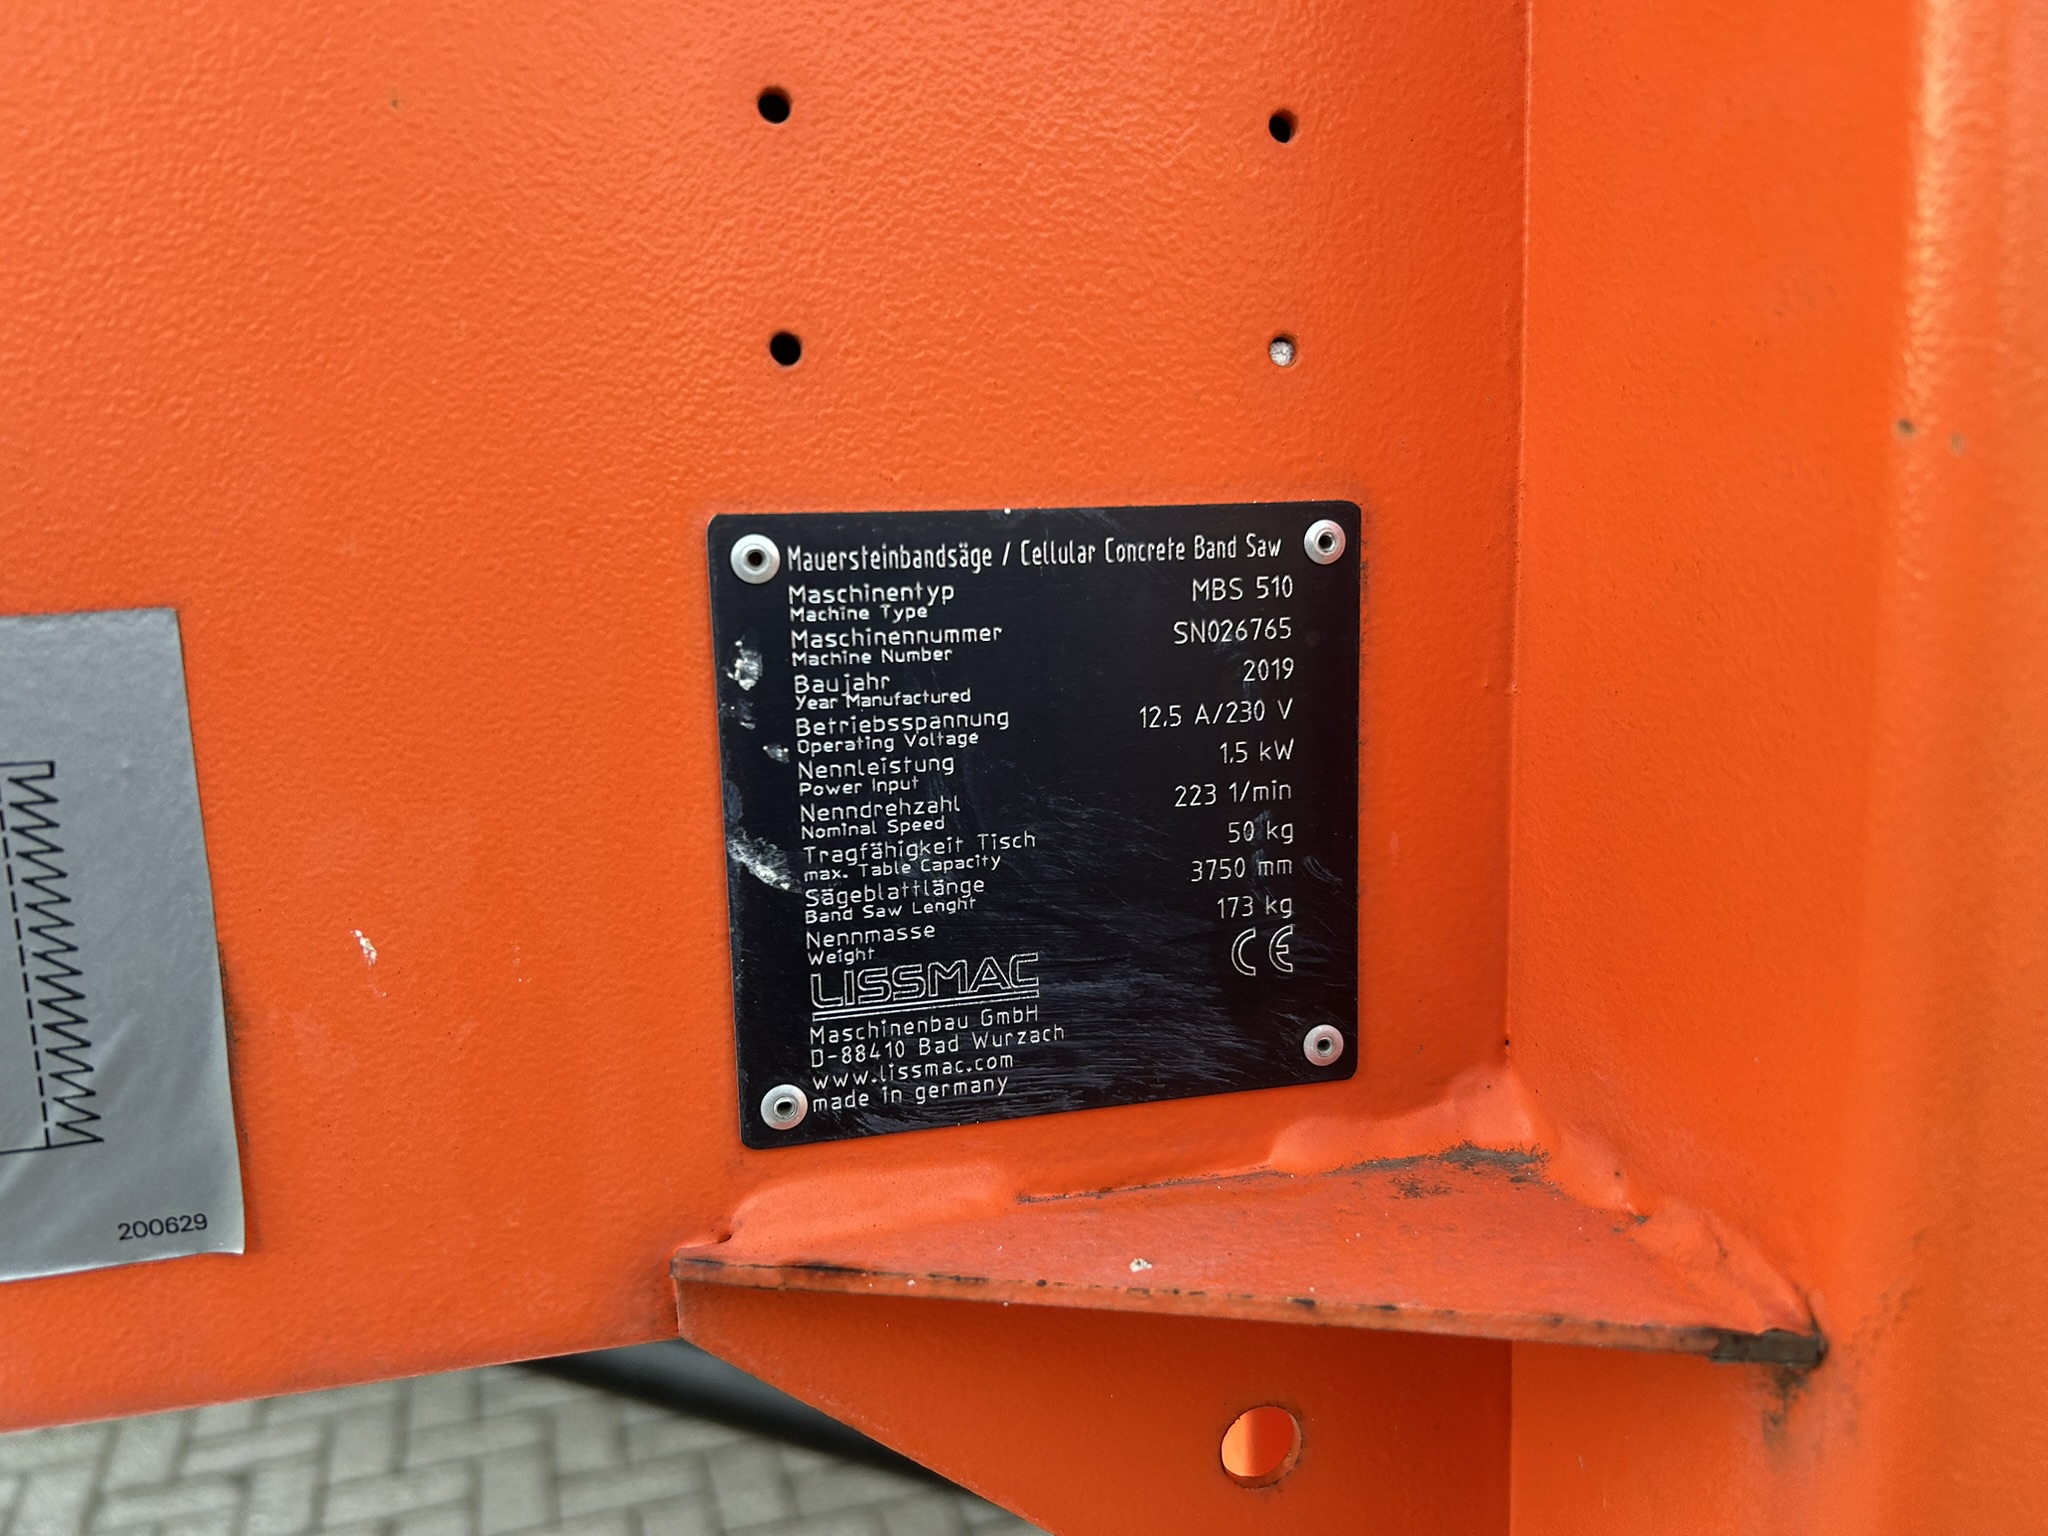 Mauersteinbandsäge / Cellular Concrete Band Saw
Maschinentyp MBS 510
Machine Type
Maschinennummer SN026765
Machine Number
Baujahr 2019
Year Manufactured
Betriebsspannung 12,5 A/230 V
Operating Voltage
Nennleistung 1,5 kW
Power Input
Nenndrehzahl 223 1/min
Nominal Speed
Tragfähigkeit Tisch 50 kg
max. Table Capacity
Sägeblattlänge 3750 mm
Band Saw Lenght
Nennmasse 173 kg
Weight
CE
LISSMAC
Maschinenbau GmbH
D-88410 Bad Wurzach
www.lissmac.com
made in germany
200629